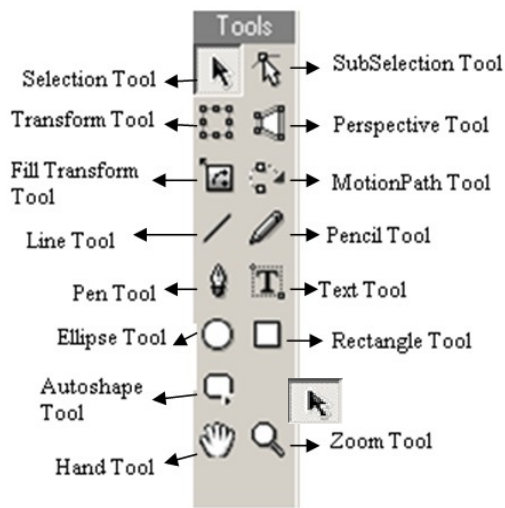 Tools
Selection Tool
SubSelection Tool
Transform Tool
Perspective Tool
Fill Transform
Tool
MotionPath Tool
Line Tool
Pencil Tool
Pen Tool
T
Text Tool
Ellipse Tool
Rectangle Tool
Autoshape
Tool
Hand Tool
Zoom Tool